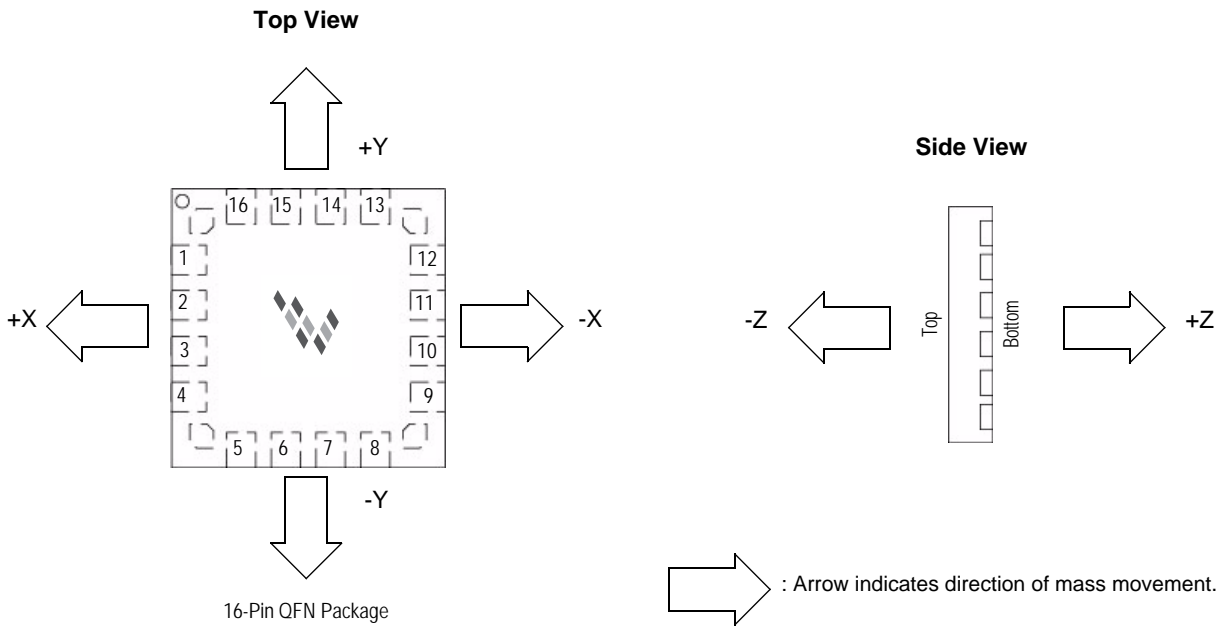 Top View
+Y
16 15 14 13
1 12
2 11
3 10
4 9
5 6 7 8
+X
-X
-Y
16-Pin QFN Package
Side View
-Z
Top
Bottom
+Z
: Arrow indicates direction of mass movement.